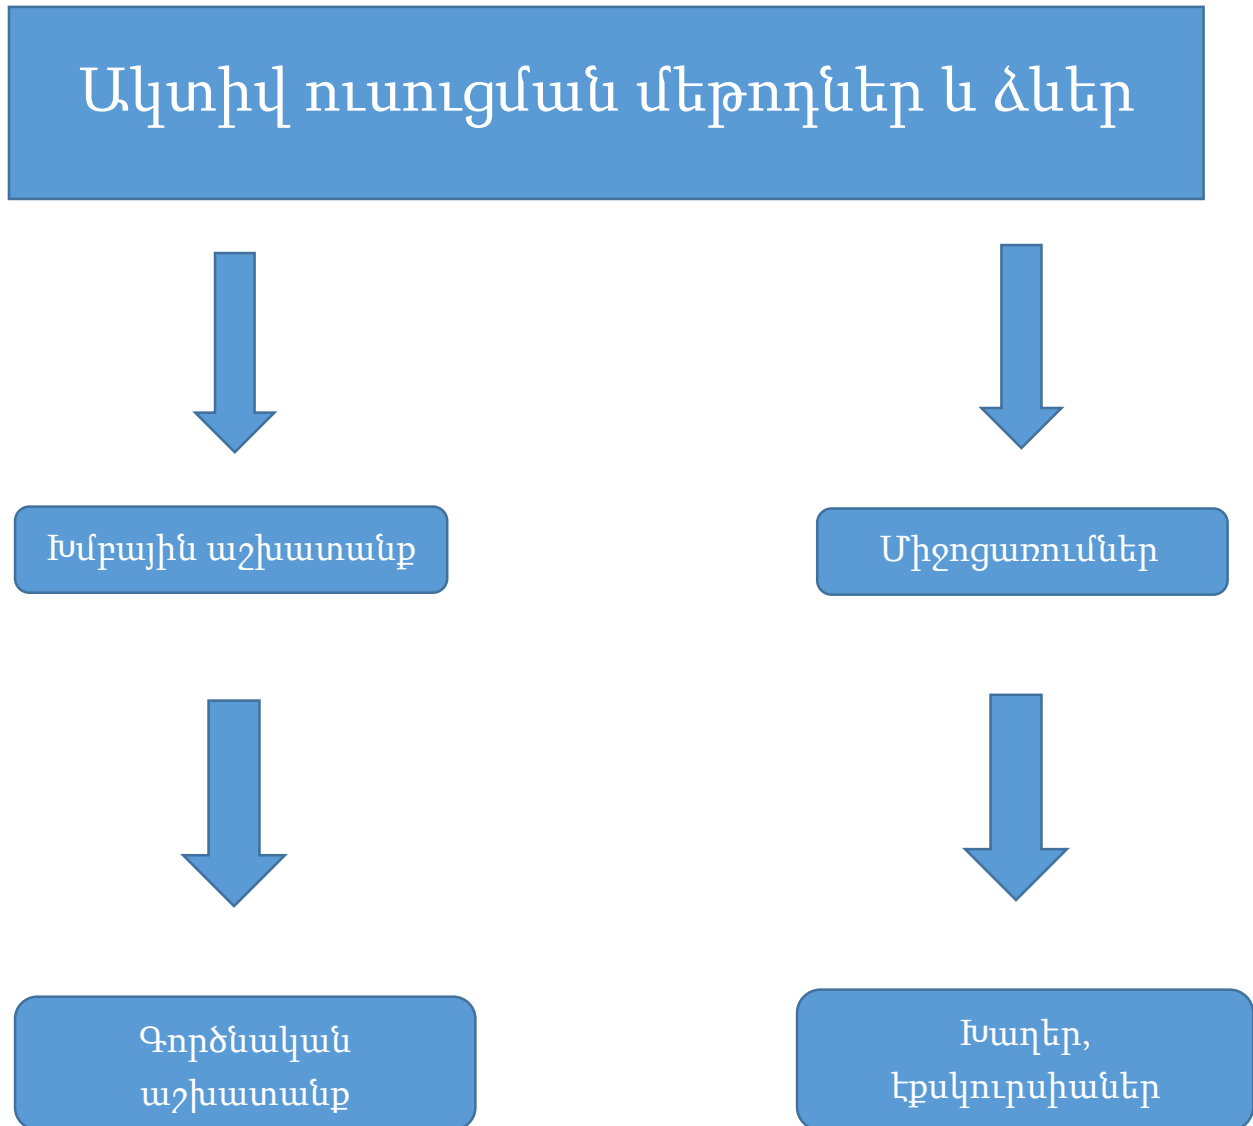 Ակտիվ ուսուցման մեթոդներ և ձևեր
Խմբային աշխատանք
Միջոցառումներ
Գործնական
աշխատանք
Խաղեր,
էքսկուրսիաներ